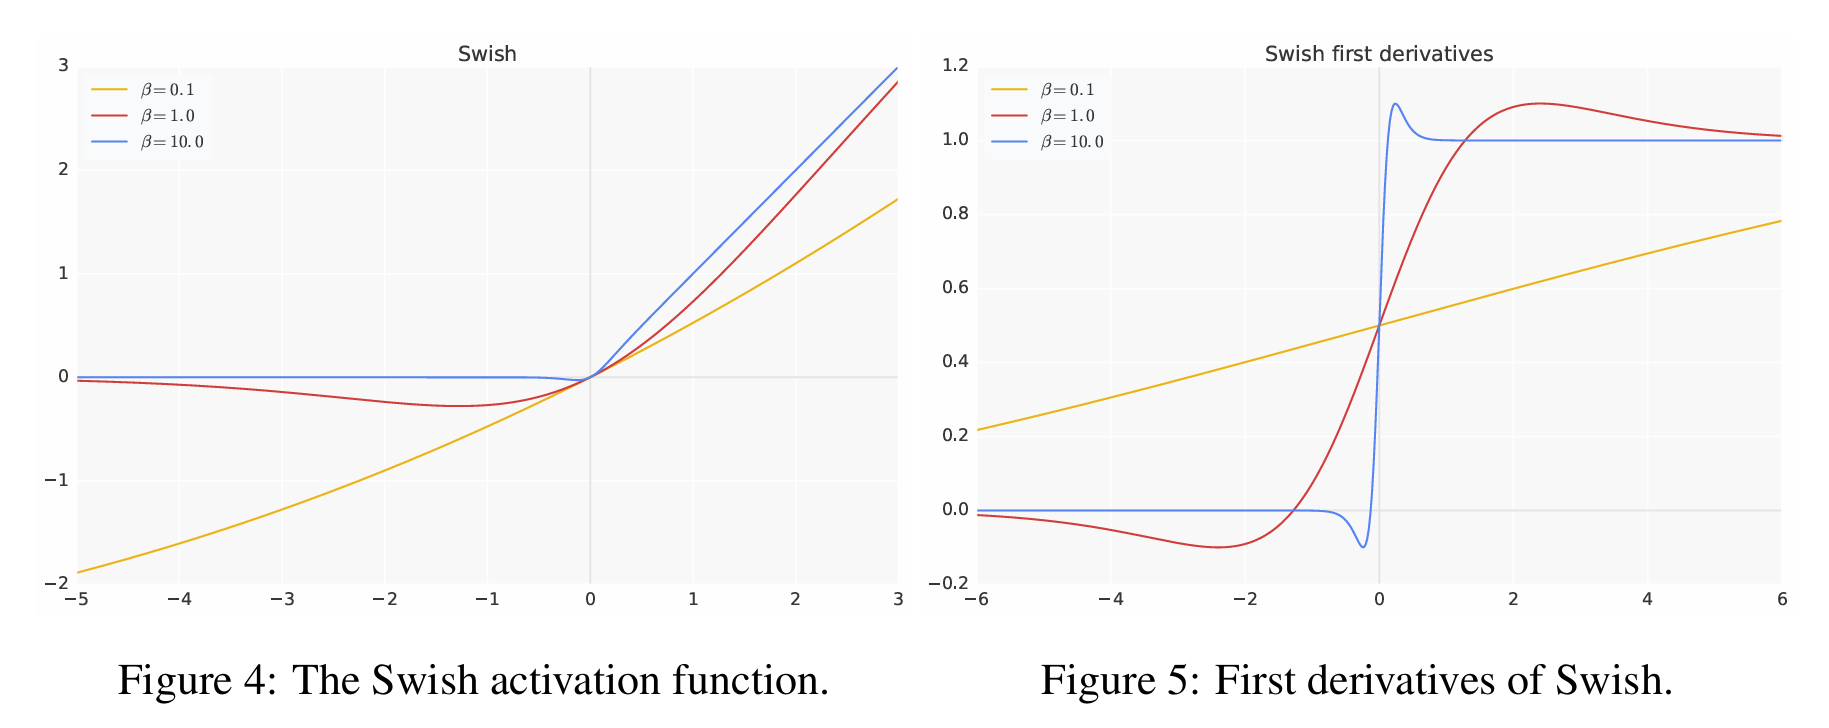 Swish
3
2
1
0
−1
−2
β=0.1
β=1.0
β=10.0
−5 −4 −3 −2 −1 0 1 2 3
Figure 4: The Swish activation function.
Swish first derivatives
1.2
1.0
0.8
0.6
0.4
0.2
0.0
−0.2
β=0.1
β=1.0
β=10.0
−6 −4 −2 0 2 4 6
Figure 5: First derivatives of Swish.